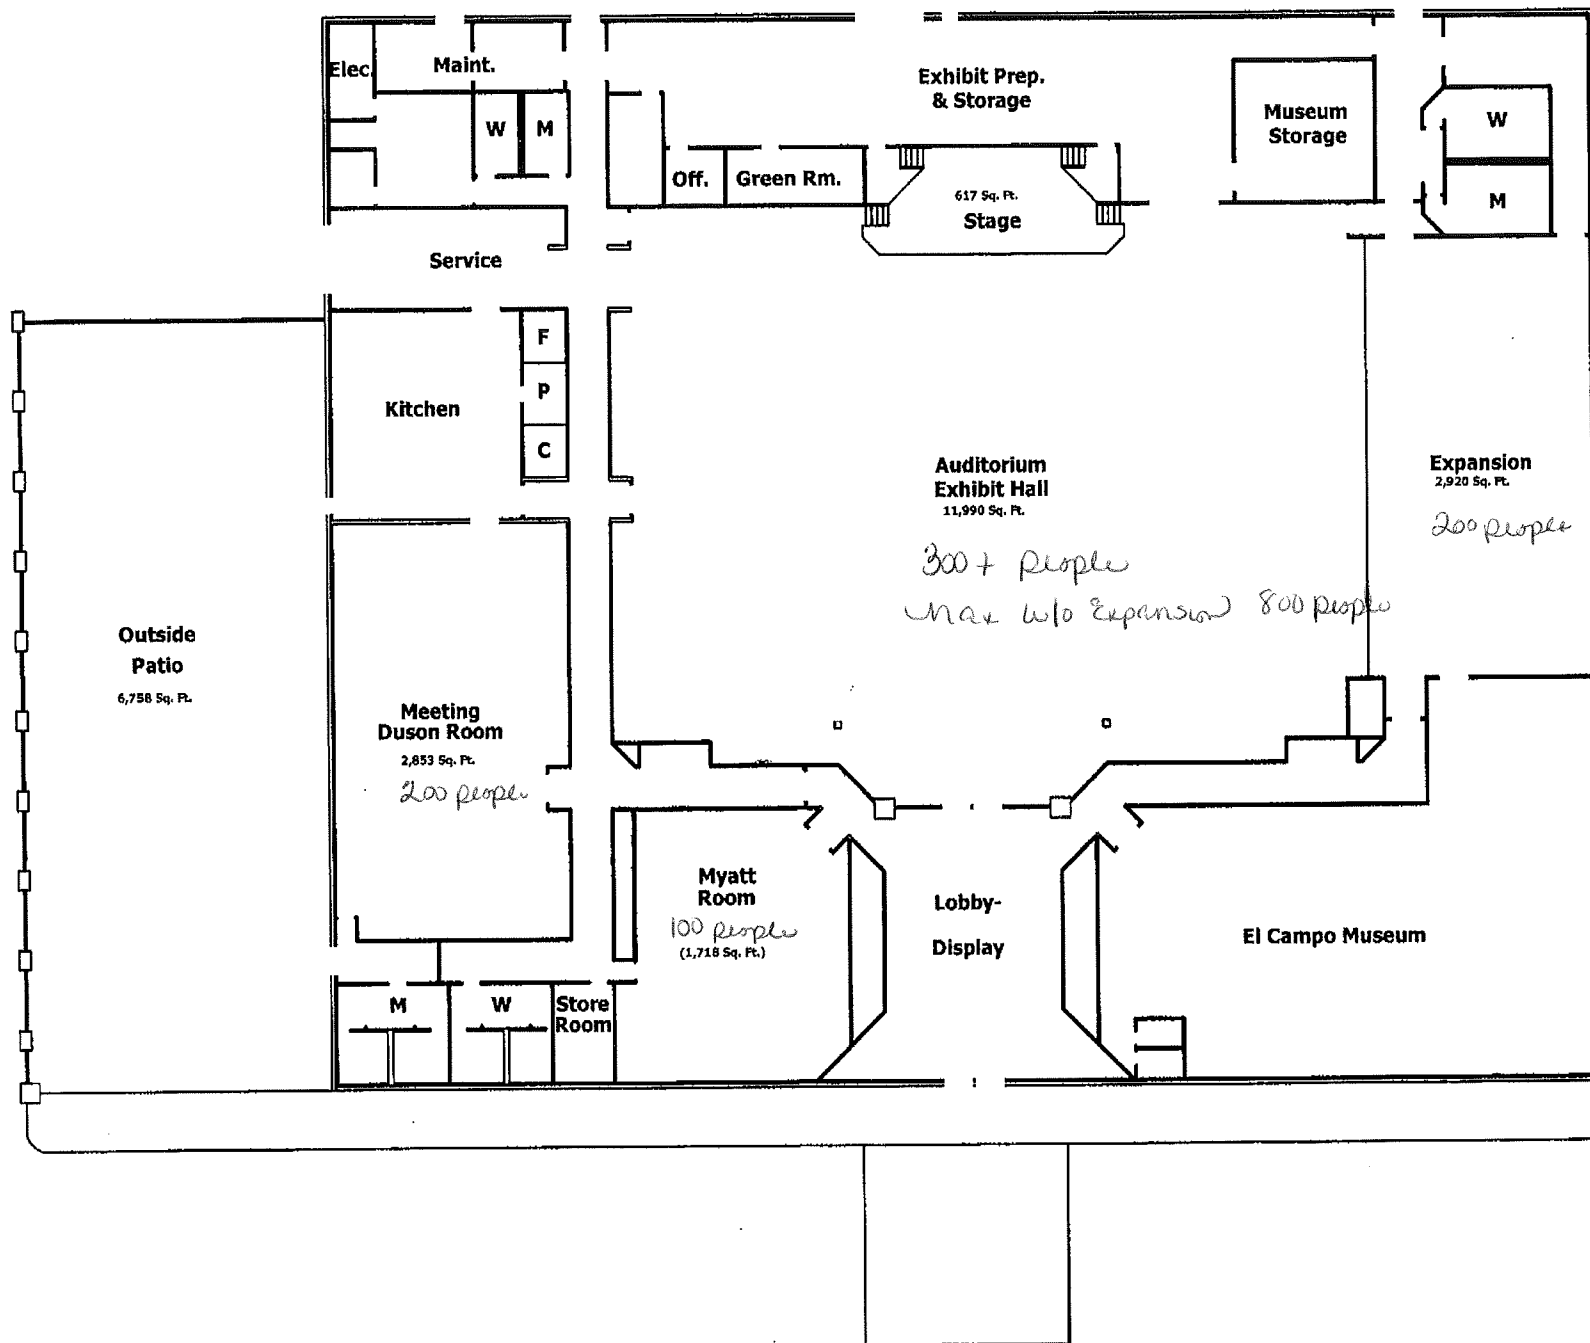 Elec.
Maint.
W
M
Exhibit Prep.
& Storage
Museum
Storage
W
M
Off.
Green Rm.
617 Sq. Ft.
Stage
Service
F
P
C
Kitchen
Auditorium
Exhibit Hall
11,990 Sq. Ft.
300 + people
Max w/o Expansion 800 people
Expansion
2,920 Sq. Ft.
200 people
Outside
Patio
6,758 Sq. Ft.
Meeting
Duson Room
2,853 Sq. Ft.
200 people
Myatt
Room
100 people
(1,718 Sq. Ft.)
Lobby-
Display
El Campo Museum
M
W
Store
Room